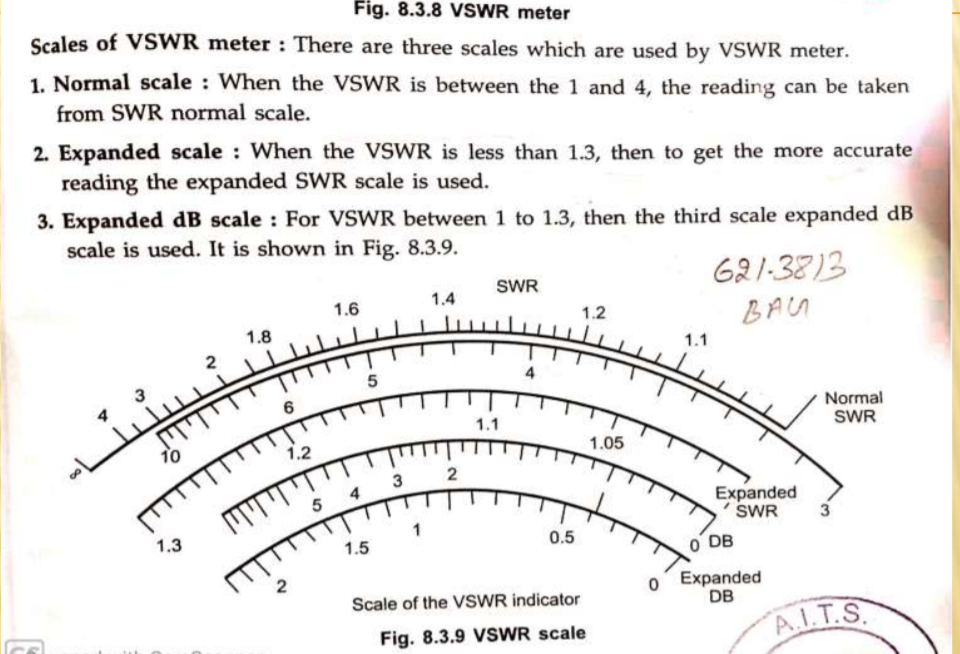 Fig. 8.3.8 VSWR meter
Scales of VSWR meter : There are three scales which are used by VSWR meter.
1. Normal scale : When the VSWR is between the 1 and 4, the reading can be taken
from SWR normal scale.
2. Expanded scale : When the VSWR is less than 1.3, then to get the more accurate
reading the expanded SWR scale is used.
3. Expanded dB scale : For VSWR between 1 to 1.3, then the third scale expanded dB
scale is used. It is shown in Fig. 8.3.9.
621.3813
SWR
1.4
1.6
1.2
1.8
1.1
2
3
4
∞
5
4
6
10
Normal
SWR
3
1.1
1.05
1.2
1.3
Expanded
SWR
5
4
3
2
0 DB
1
0.5
1.5
2
0
Expanded
DB
Scale of the VSWR indicator
Fig. 8.3.9 VSWR scale
A.I.T.S.